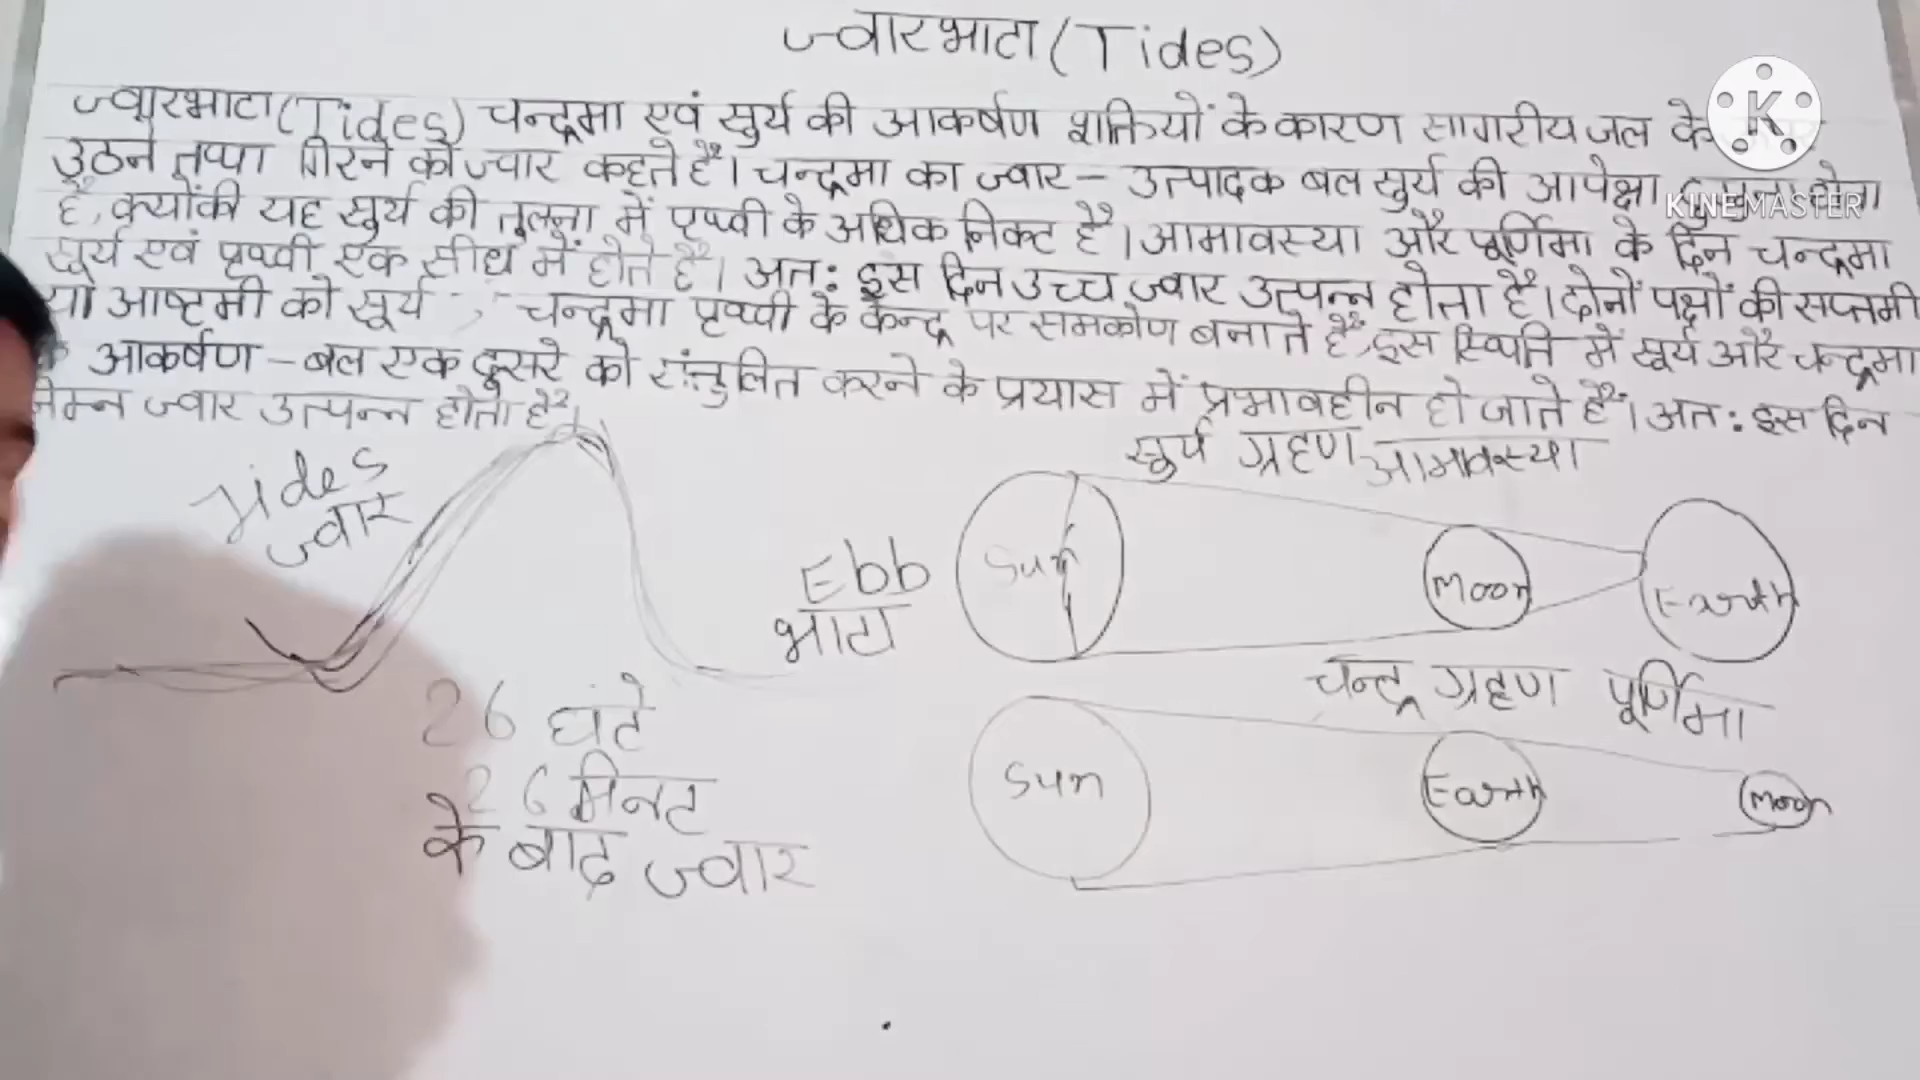 ज्वारभाटा (Tides)
ज्वारभाटा (Tides) चन्द्रमा एवं सुर्य की आकर्षण शक्तियों के कारण सागरीय जल के
उठने तथा गिरने को ज्वार कहते हैं। चन्द्रमा का ज्वार - उत्पादक बल सुर्य की आपेक्षा दुगुना होता
है, क्योंकी यह सुर्य की तुलना में पृथ्वी के अधिक निकट है। आमावस्या और पूर्णिमा के दिन चन्द्रमा
सूर्य एवं पृथ्वी एक सीध में होते हैं। अत: इस दिन उच्च ज्वार उत्पन्न होता है। दोनों पक्षों की सप्तमी
या आष्टमी को सूर्य , चन्द्रमा पृथ्वी के केन्द्र पर समकोण बनाते हैं, इस स्थिति में सूर्य और चन्द्रमा
के आकर्षण - बल एक दूसरे को संतुलित करने के प्रयास में प्रभावहीन हो जाते हैं। अत: इस दिन
निम्न ज्वार उत्पन्न होता है।
सुर्य ग्रहण आमावस्या
Tides
ज्वार
Ebb
भाटा
Sun
Moon
Earth
चन्द्र ग्रहण पूर्णिमा
26 घंटे
26 मिनट
के बाद ज्वार
Sun
Earth
Moon
K
KINEMASTER